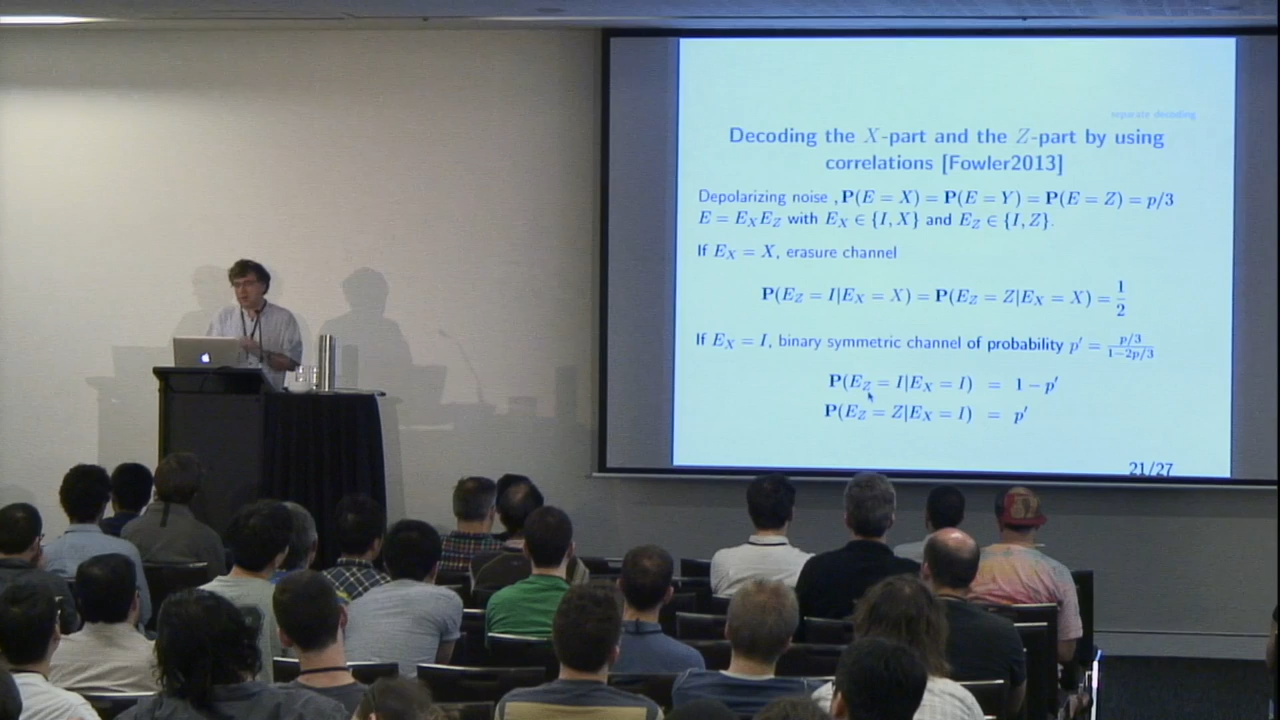 separate decoding
Decoding the X-part and the Z-part by using
correlations [Fowler2013]
Depolarizing noise , P(E = X) = P(E = Y) = P(E = Z) = p/3
E = E_X E_Z with E_X ∈ {I, X} and E_Z ∈ {I, Z}.
If E_X = X, erasure channel
P(E_Z = I|E_X = X) = P(E_Z = Z|E_X = X) = 1/2
If E_X = I, binary symmetric channel of probability p′ = (p/3)/(1−2p/3)
P(E_Z = I|E_X = I) = 1 − p′
P(E_Z = Z|E_X = I) = p′
21/27